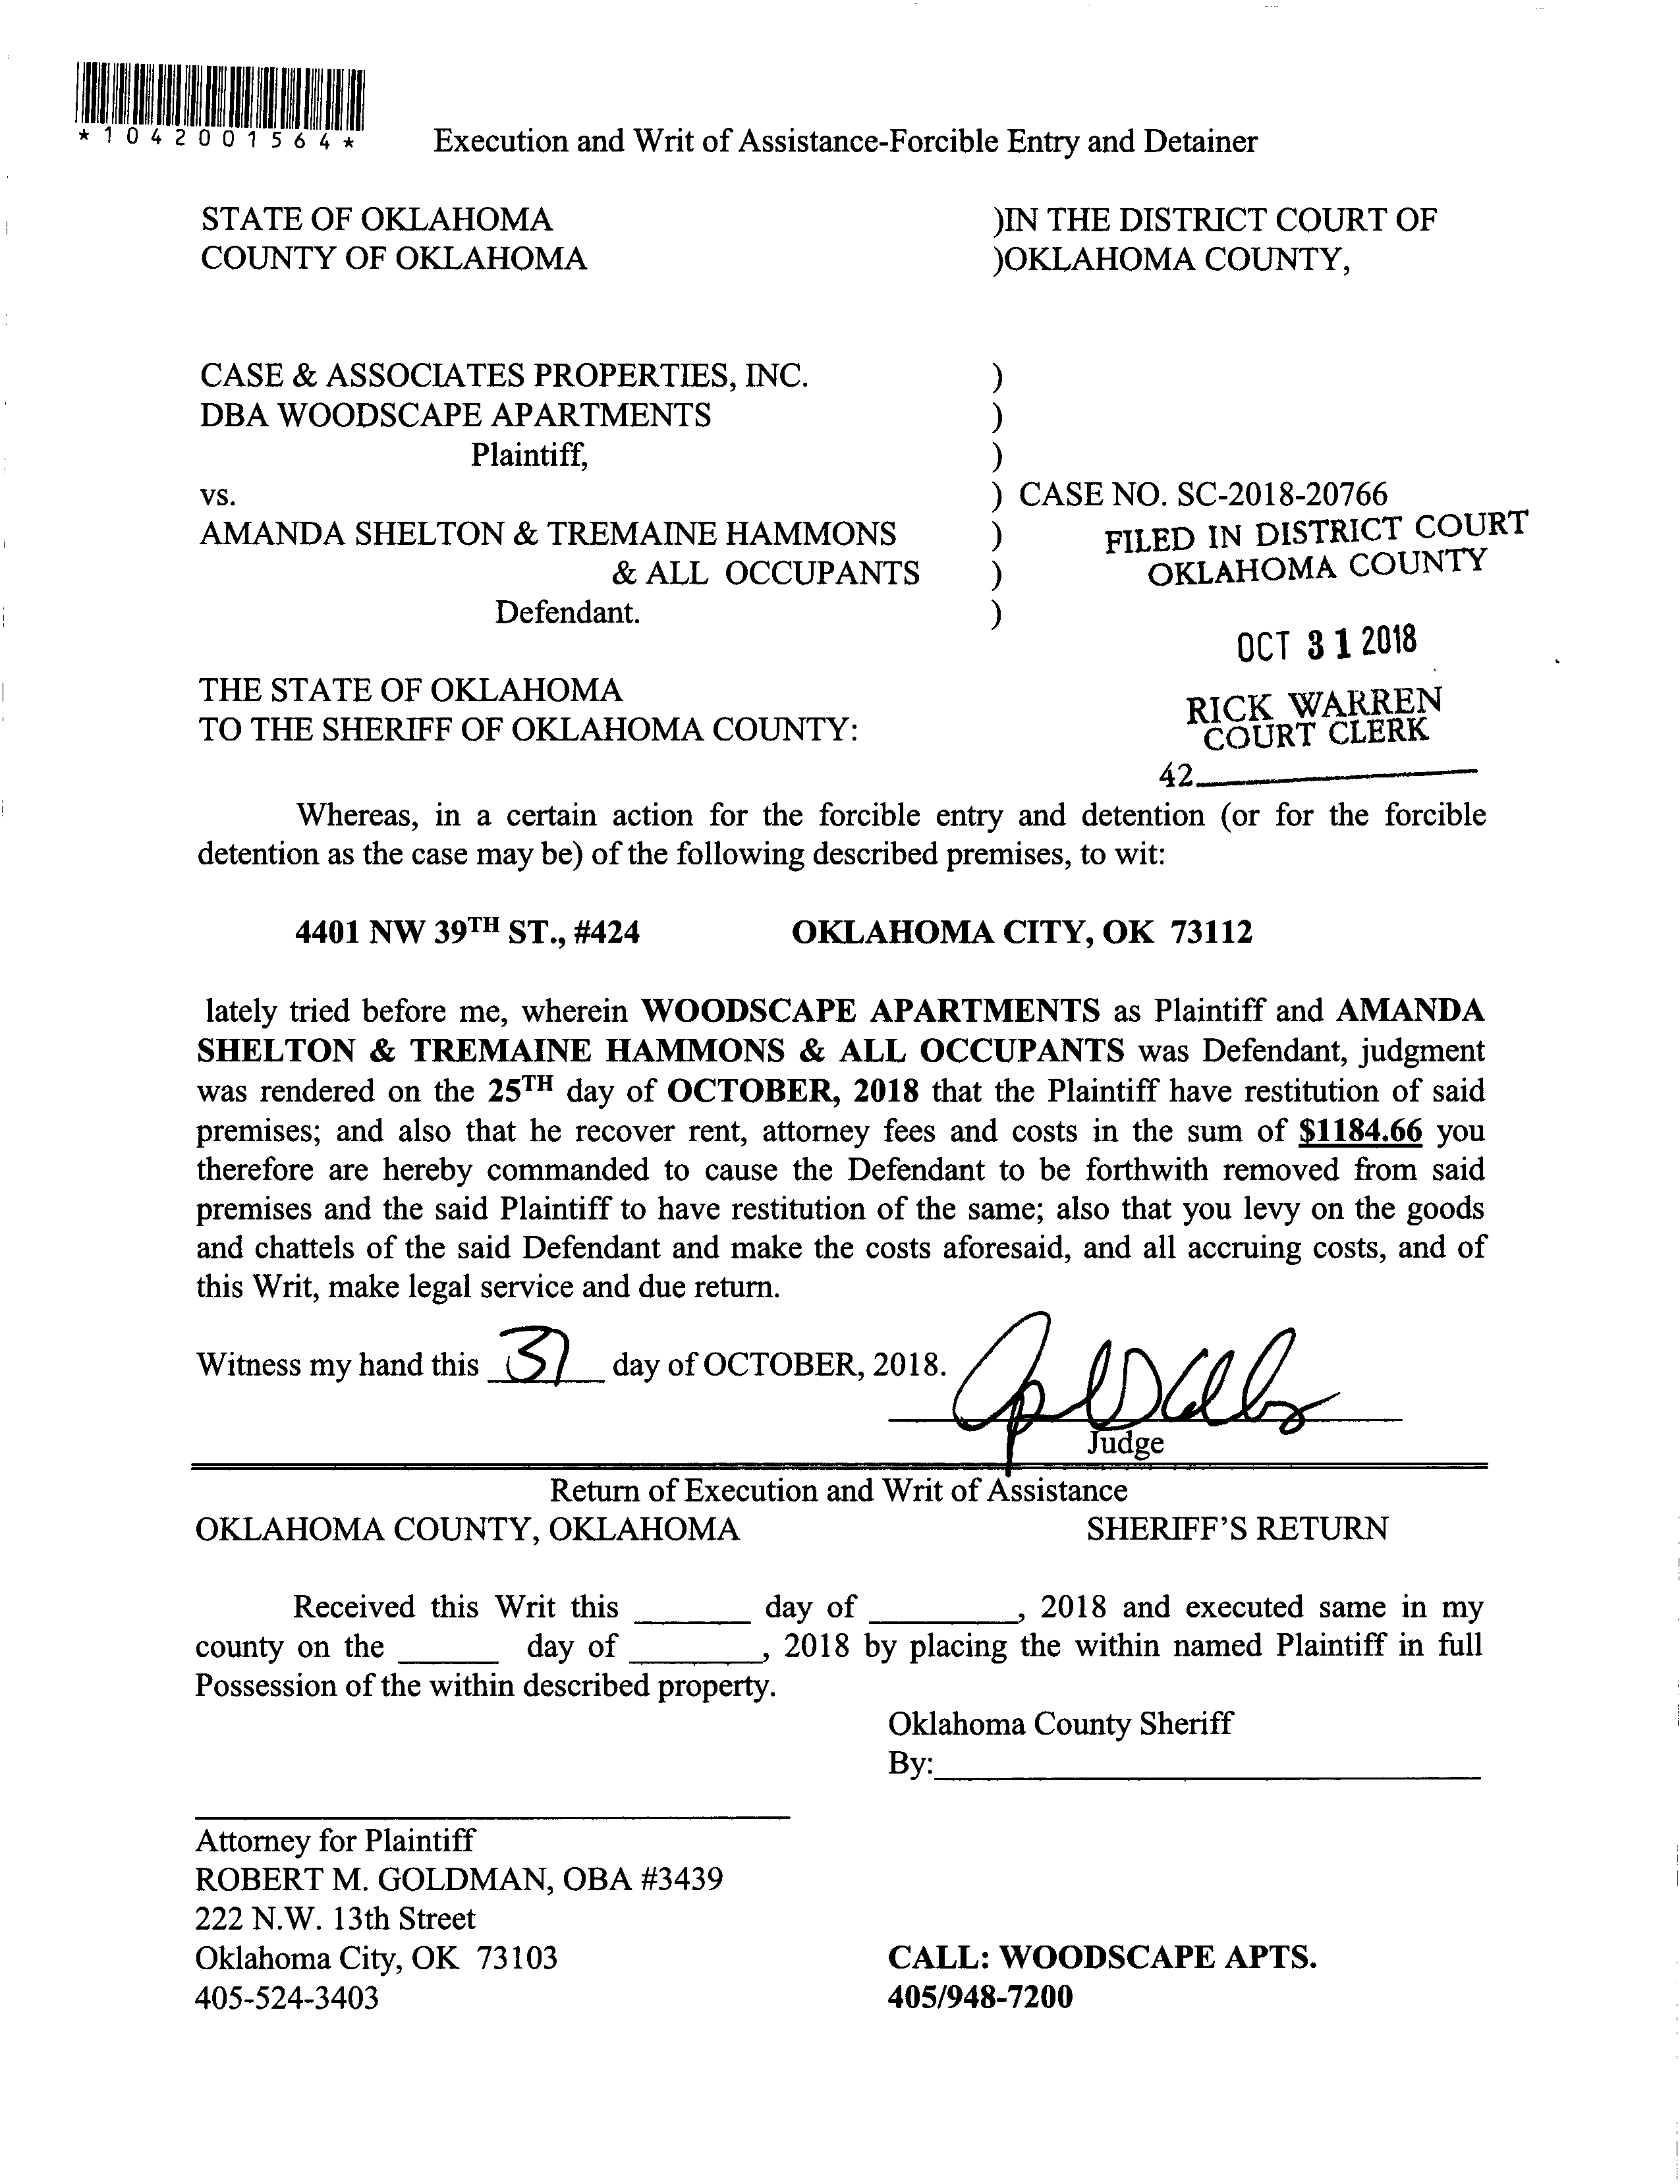 *1042001564*
Execution and Writ of Assistance-Forcible Entry and Detainer
STATE OF OKLAHOMA )IN THE DISTRICT COURT OF
COUNTY OF OKLAHOMA )OKLAHOMA COUNTY,
CASE & ASSOCIATES PROPERTIES, INC. )
DBA WOODSCAPE APARTMENTS )
Plaintiff, )
vs. ) CASE NO. SC-2018-20766
AMANDA SHELTON & TREMAINE HAMMONS )
& ALL OCCUPANTS )
Defendant. )
FILED IN DISTRICT COURT
OKLAHOMA COUNTY
OCT 31 2018
RICK WARREN
COURT CLERK
42
THE STATE OF OKLAHOMA
TO THE SHERIFF OF OKLAHOMA COUNTY:
Whereas, in a certain action for the forcible entry and detention (or for the forcible
detention as the case may be) of the following described premises, to wit:
4401 NW 39TH ST., #424 OKLAHOMA CITY, OK 73112
lately tried before me, wherein WOODSCAPE APARTMENTS as Plaintiff and AMANDA
SHELTON & TREMAINE HAMMONS & ALL OCCUPANTS was Defendant, judgment
was rendered on the 25TH day of OCTOBER, 2018 that the Plaintiff have restitution of said
premises; and also that he recover rent, attorney fees and costs in the sum of $1184.66 you
therefore are hereby commanded to cause the Defendant to be forthwith removed from said
premises and the said Plaintiff to have restitution of the same; also that you levy on the goods
and chattels of the said Defendant and make the costs aforesaid, and all accruing costs, and of
this Writ, make legal service and due return.
Witness my hand this 31 day of OCTOBER, 2018.
Judge
Return of Execution and Writ of Assistance
OKLAHOMA COUNTY, OKLAHOMA SHERIFF'S RETURN
Received this Writ this _______ day of _________, 2018 and executed same in my
county on the ______ day of ________, 2018 by placing the within named Plaintiff in full
Possession of the within described property.
Oklahoma County Sheriff
By:
Attorney for Plaintiff
ROBERT M. GOLDMAN, OBA #3439
222 N.W. 13th Street
Oklahoma City, OK 73103
405-524-3403
CALL: WOODSCAPE APTS.
405/948-7200